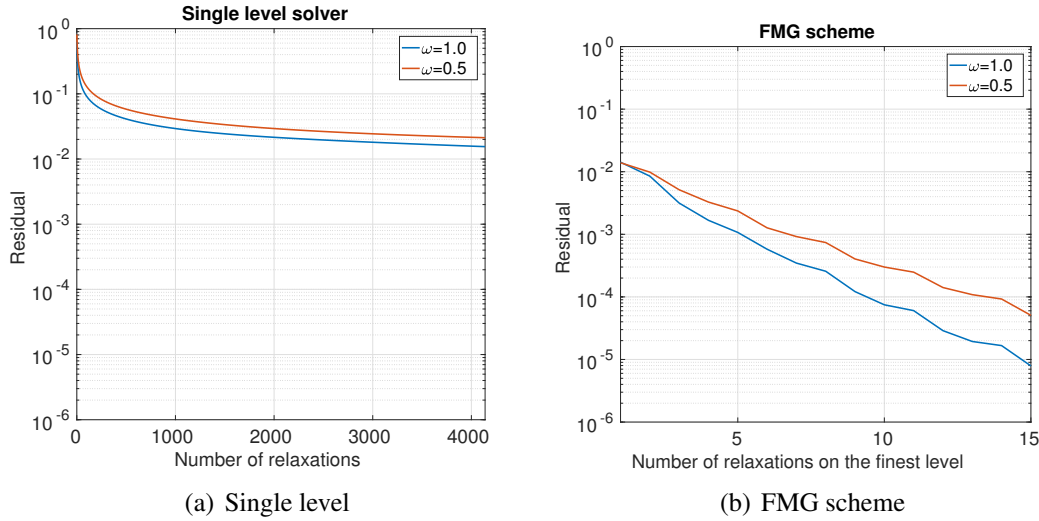 Single level solver
10^0
10^-1
10^-2
10^-3
10^-4
10^-5
10^-6
Residual
0 1000 2000 3000 4000
Number of relaxations
ω=1.0
ω=0.5
(a) Single level
FMG scheme
10^0
10^-1
10^-2
10^-3
10^-4
10^-5
10^-6
Residual
5 10 15
Number of relaxations on the finest level
ω=1.0
ω=0.5
(b) FMG scheme